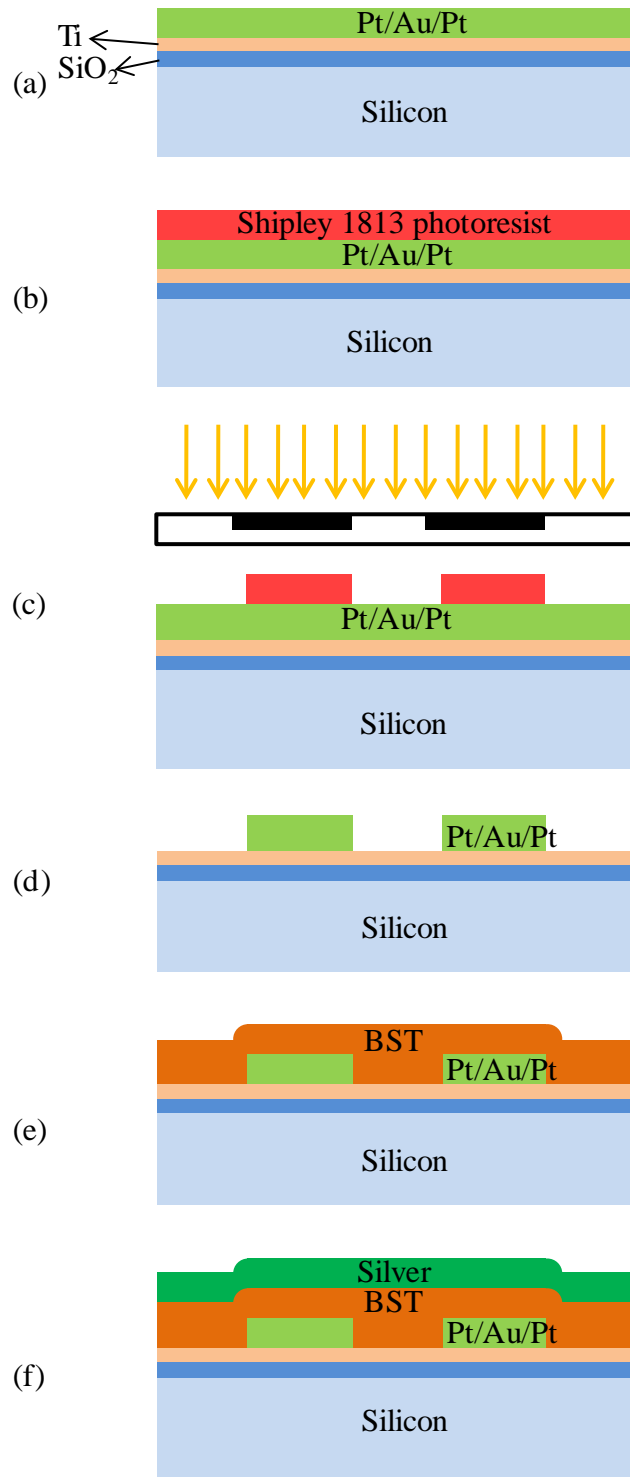 Pt/Au/Pt
Ti
SiO2
(a)
Silicon
Shipley 1813 photoresist
Pt/Au/Pt
(b)
Silicon
(c)
Pt/Au/Pt
Silicon
Pt/Au/Pt
(d)
Silicon
BST
Pt/Au/Pt
(e)
Silicon
Silver
BST
Pt/Au/Pt
(f)
Silicon